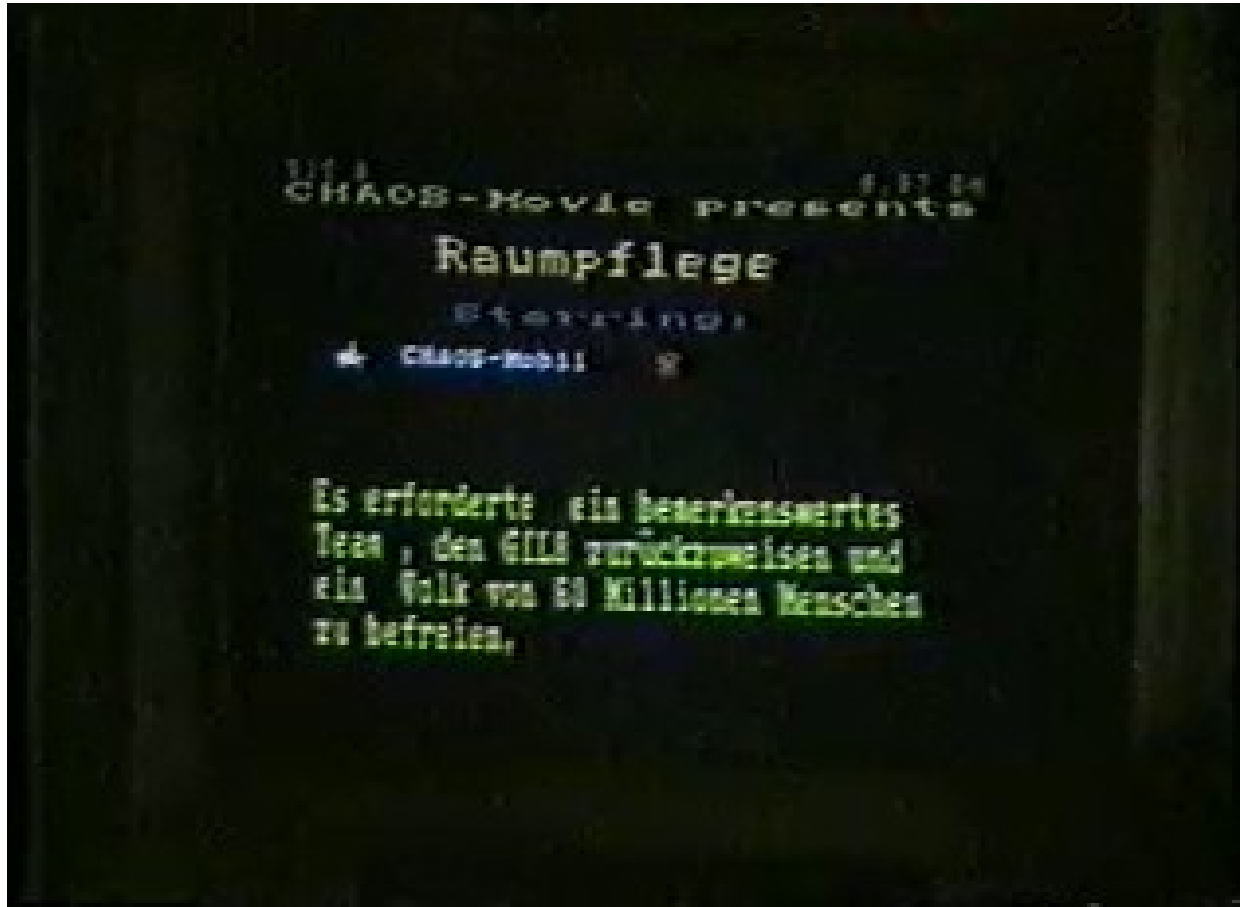 CHAOS-Movie presents
Raumpflege
Starring:
CHAOS-Mobil
Es erforderte ein bemerkenswertes
Team , den GILB zurückzuweisen und
ein Volk von 60 Millionen Menschen
zu befreien.